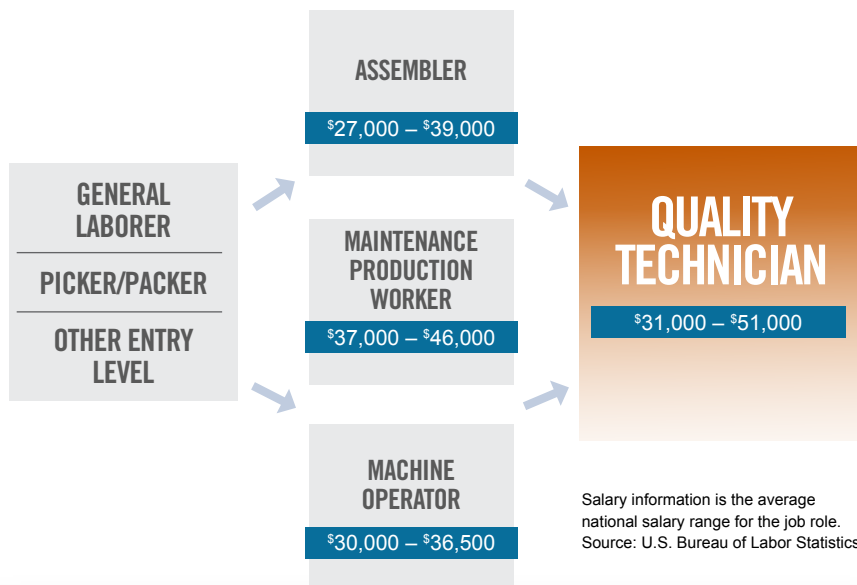 GENERAL
LABORER
PICKER/PACKER
OTHER ENTRY
LEVEL
ASSEMBLER
$27,000 – $39,000
MAINTENANCE
PRODUCTION
WORKER
$37,000 – $46,000
MACHINE
OPERATOR
$30,000 – $36,500
QUALITY
TECHNICIAN
$31,000 – $51,000
Salary information is the average
national salary range for the job role.
Source: U.S. Bureau of Labor Statistics